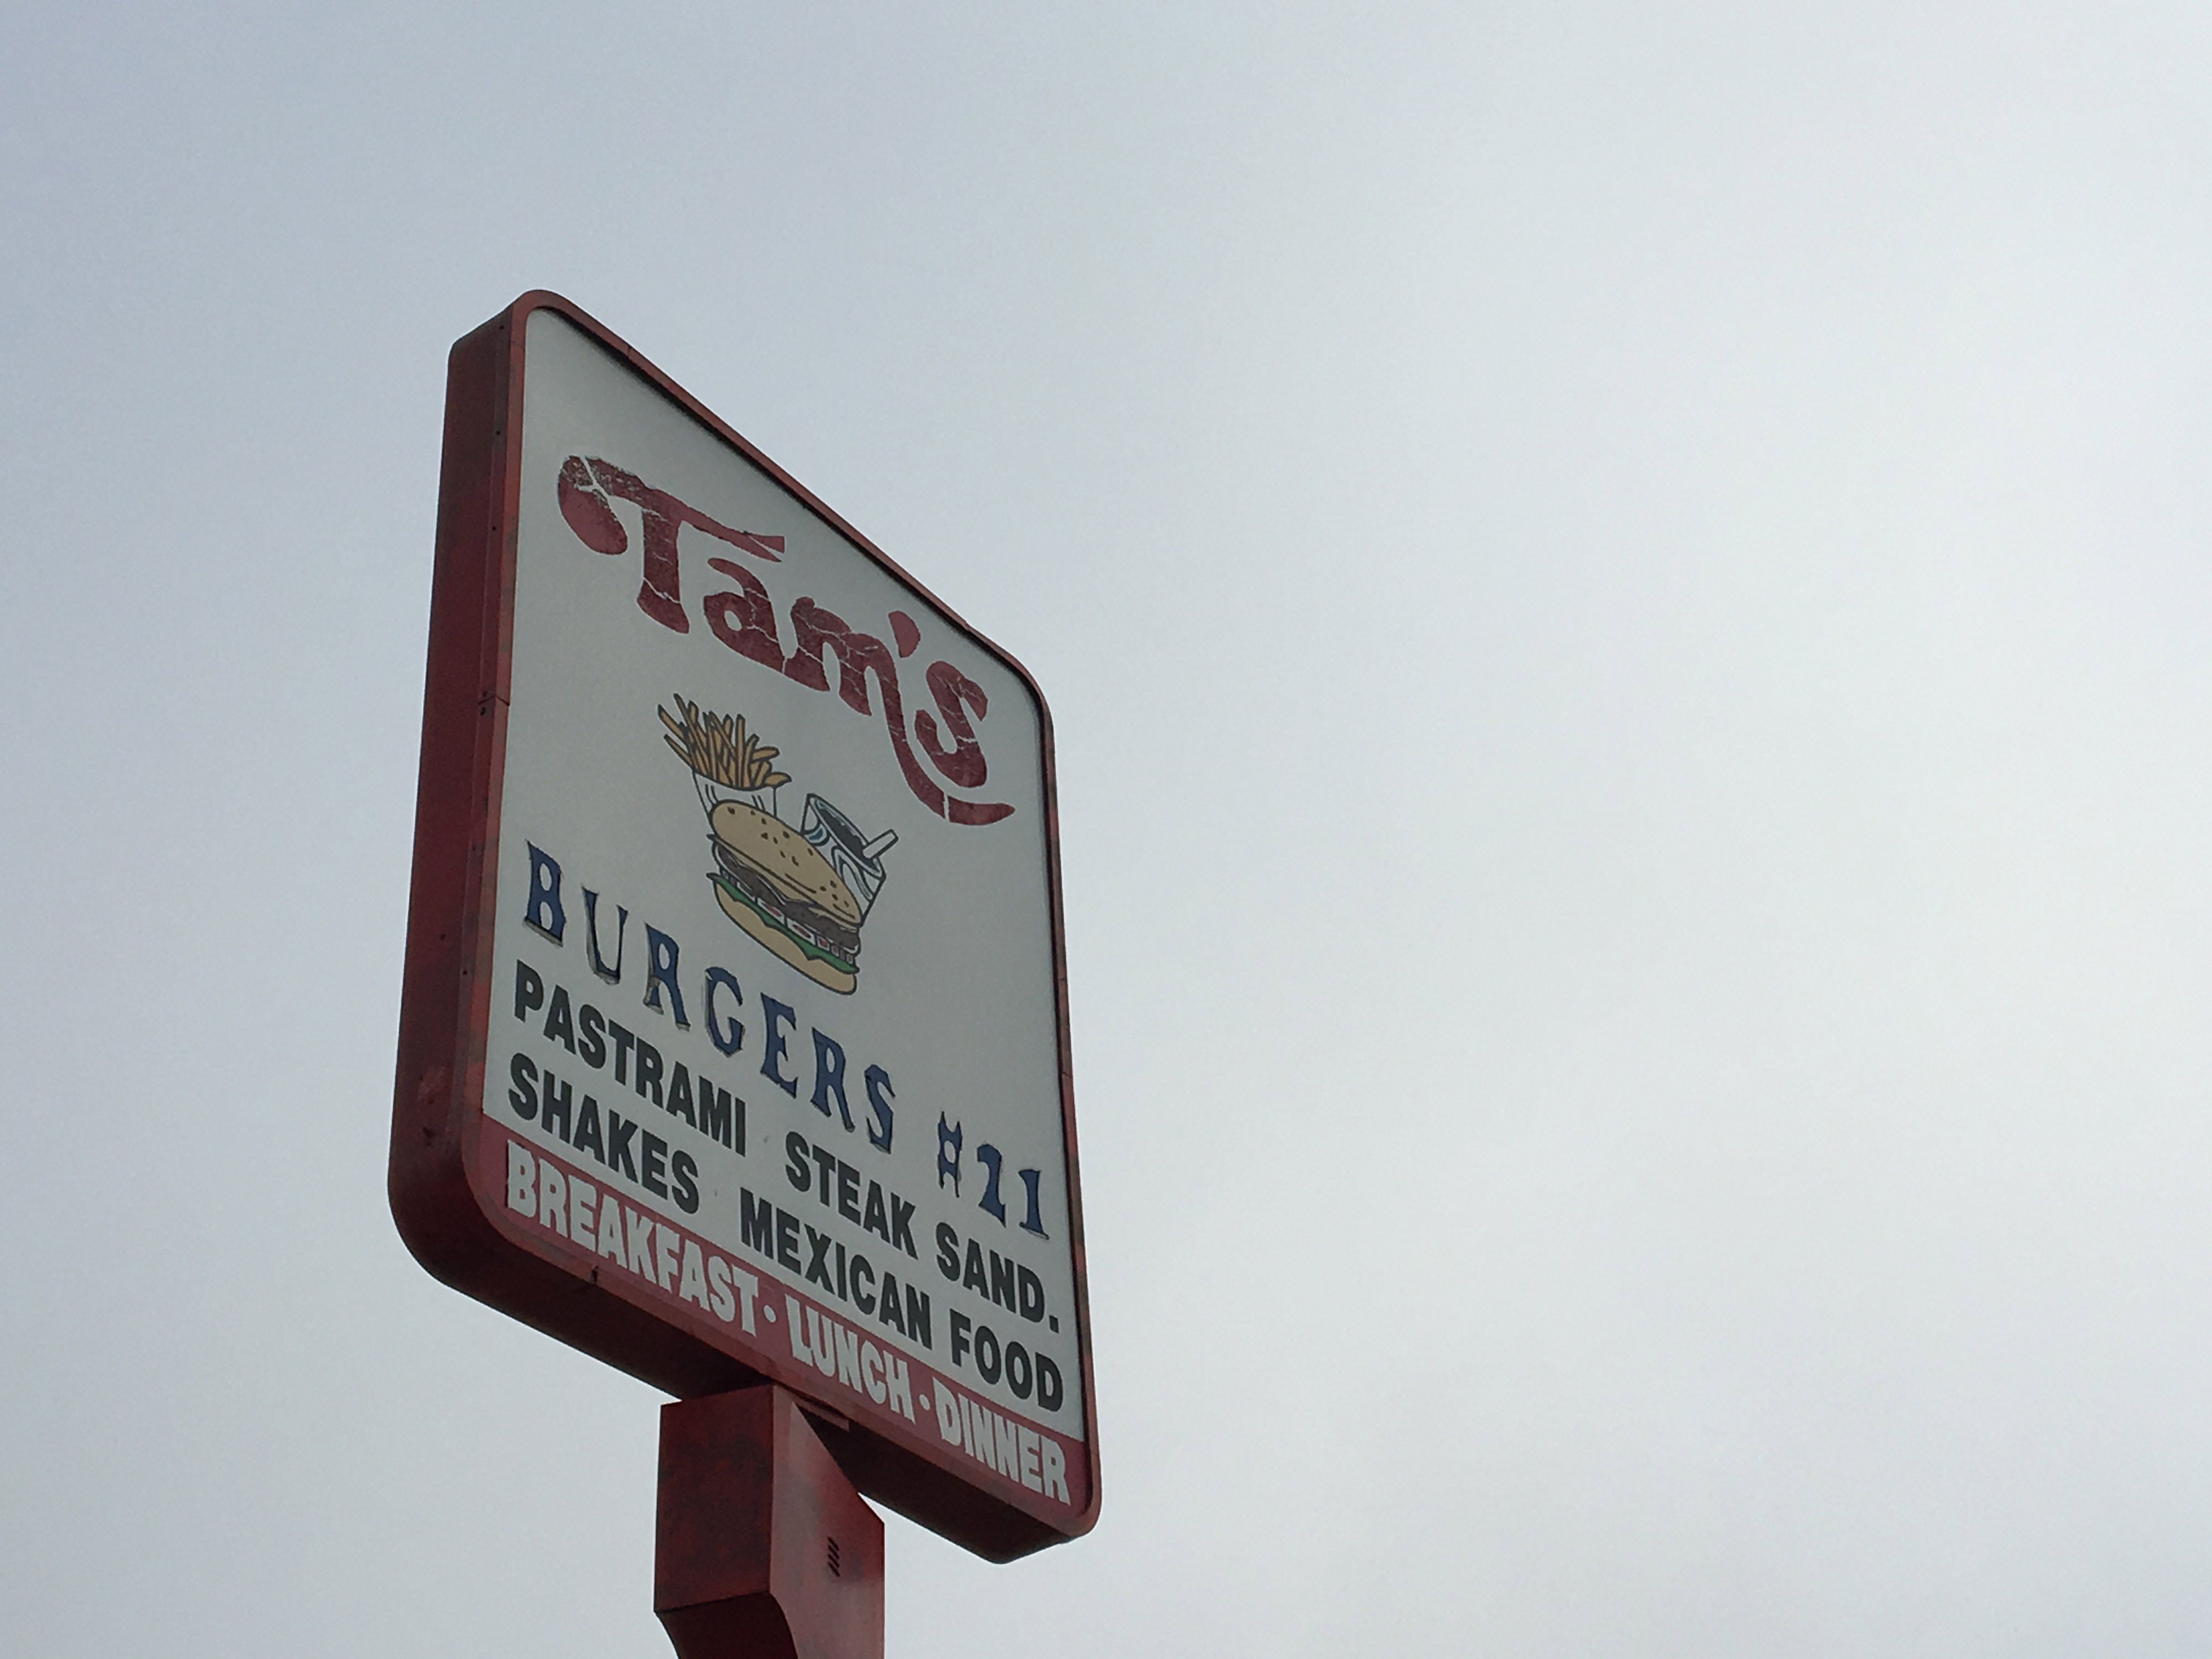 Tam's
BURGERS #21
PASTRAMI STEAK SAND.
SHAKES MEXICAN FOOD
BREAKFAST • LUNCH • DINNER